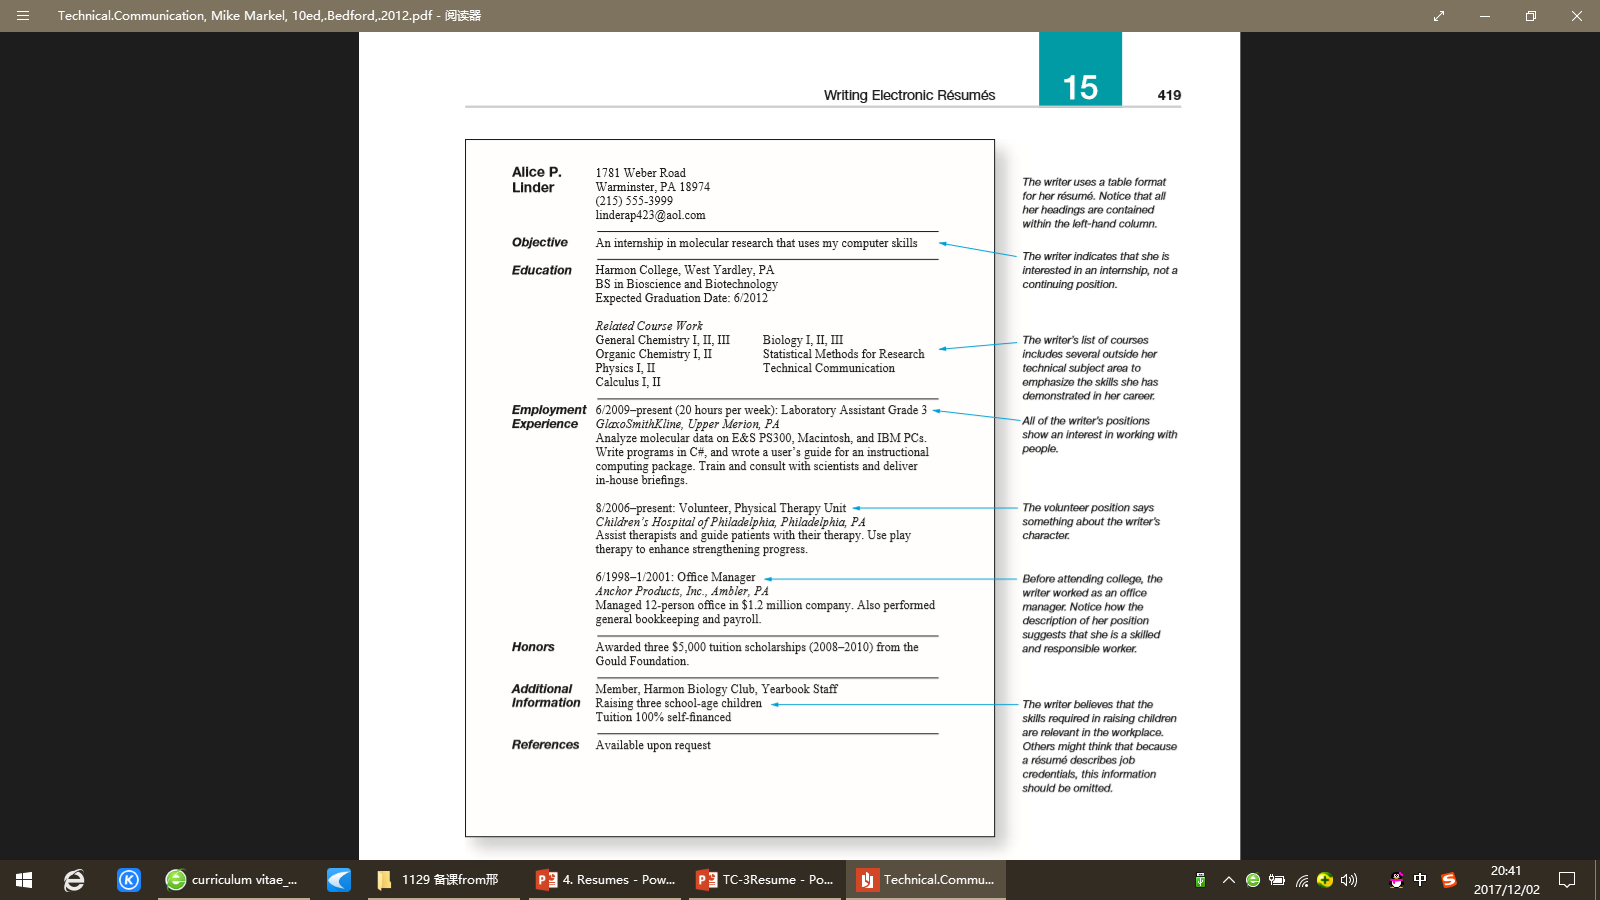 Technical.Communication, Mike Markel, 10ed,.Bedford,.2012.pdf - 阅读器
Writing Electronic Résumés
15
419
Alice P.
Linder
1781 Weber Road
Warminster, PA 18974
(215) 555-3999
linderap423@aol.com
Objective
An internship in molecular research that uses my computer skills
Education
Harmon College, West Yardley, PA
BS in Bioscience and Biotechnology
Expected Graduation Date: 6/2012
Related Course Work
General Chemistry I, II, III
Biology I, II, III
Organic Chemistry I, II
Statistical Methods for Research
Physics I, II
Technical Communication
Calculus I, II
Employment
Experience
6/2009–present (20 hours per week): Laboratory Assistant Grade 3
GlaxoSmithKline, Upper Merion, PA
Analyze molecular data on E&S PS300, Macintosh, and IBM PCs.
Write programs in C#, and wrote a user's guide for an instructional
computing package. Train and consult with scientists and deliver
in-house briefings.
8/2006–present: Volunteer, Physical Therapy Unit
Children's Hospital of Philadelphia, Philadelphia, PA
Assist therapists and guide patients with their therapy. Use play
therapy to enhance strengthening progress.
6/1998–1/2001: Office Manager
Anchor Products, Inc., Ambler, PA
Managed 12-person office in $1.2 million company. Also performed
general bookkeeping and payroll.
Honors
Awarded three $5,000 tuition scholarships (2008–2010) from the
Gould Foundation.
Additional
Information
Member, Harmon Biology Club, Yearbook Staff
Raising three school-age children
Tuition 100% self-financed
References
Available upon request
The writer uses a table format
for her résumé. Notice that all
her headings are contained
within the left-hand column.
The writer indicates that she is
interested in an internship, not a
continuing position.
The writer's list of courses
includes several outside her
technical subject area to
emphasize the skills she has
demonstrated in her career.
All of the writer's positions
show an interest in working with
people.
The volunteer position says
something about the writer's
character.
Before attending college, the
writer worked as an office
manager. Notice how the
description of her position
suggests that she is a skilled
and responsible worker.
The writer believes that the
skills required in raising children
are relevant in the workplace.
Others might think that because
a résumé describes job
credentials, this information
should be omitted.
curriculum vitae_...
1129 备课from邢
4. Resumes - Pow...
TC-3Resume - Po...
Technical.Commu...
中
20:41
2017/12/02